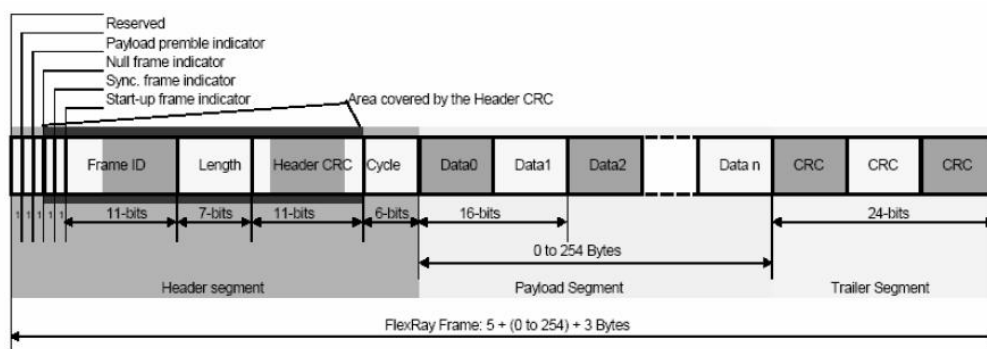 Reserved
Payload premble indicator
Null frame indicator
Sync. frame indicator
Start-up frame indicator
Area covered by the Header CRC
Frame ID Length Header CRC Cycle Data0 Data1 Data2 Data n CRC CRC CRC
1 1 1 1 1 11-bits 7-bits 11-bits 6-bits 16-bits 24-bits
0 to 254 Bytes
Header segment Payload Segment Trailer Segment
FlexRay Frame: 5 + (0 to 254) + 3 Bytes